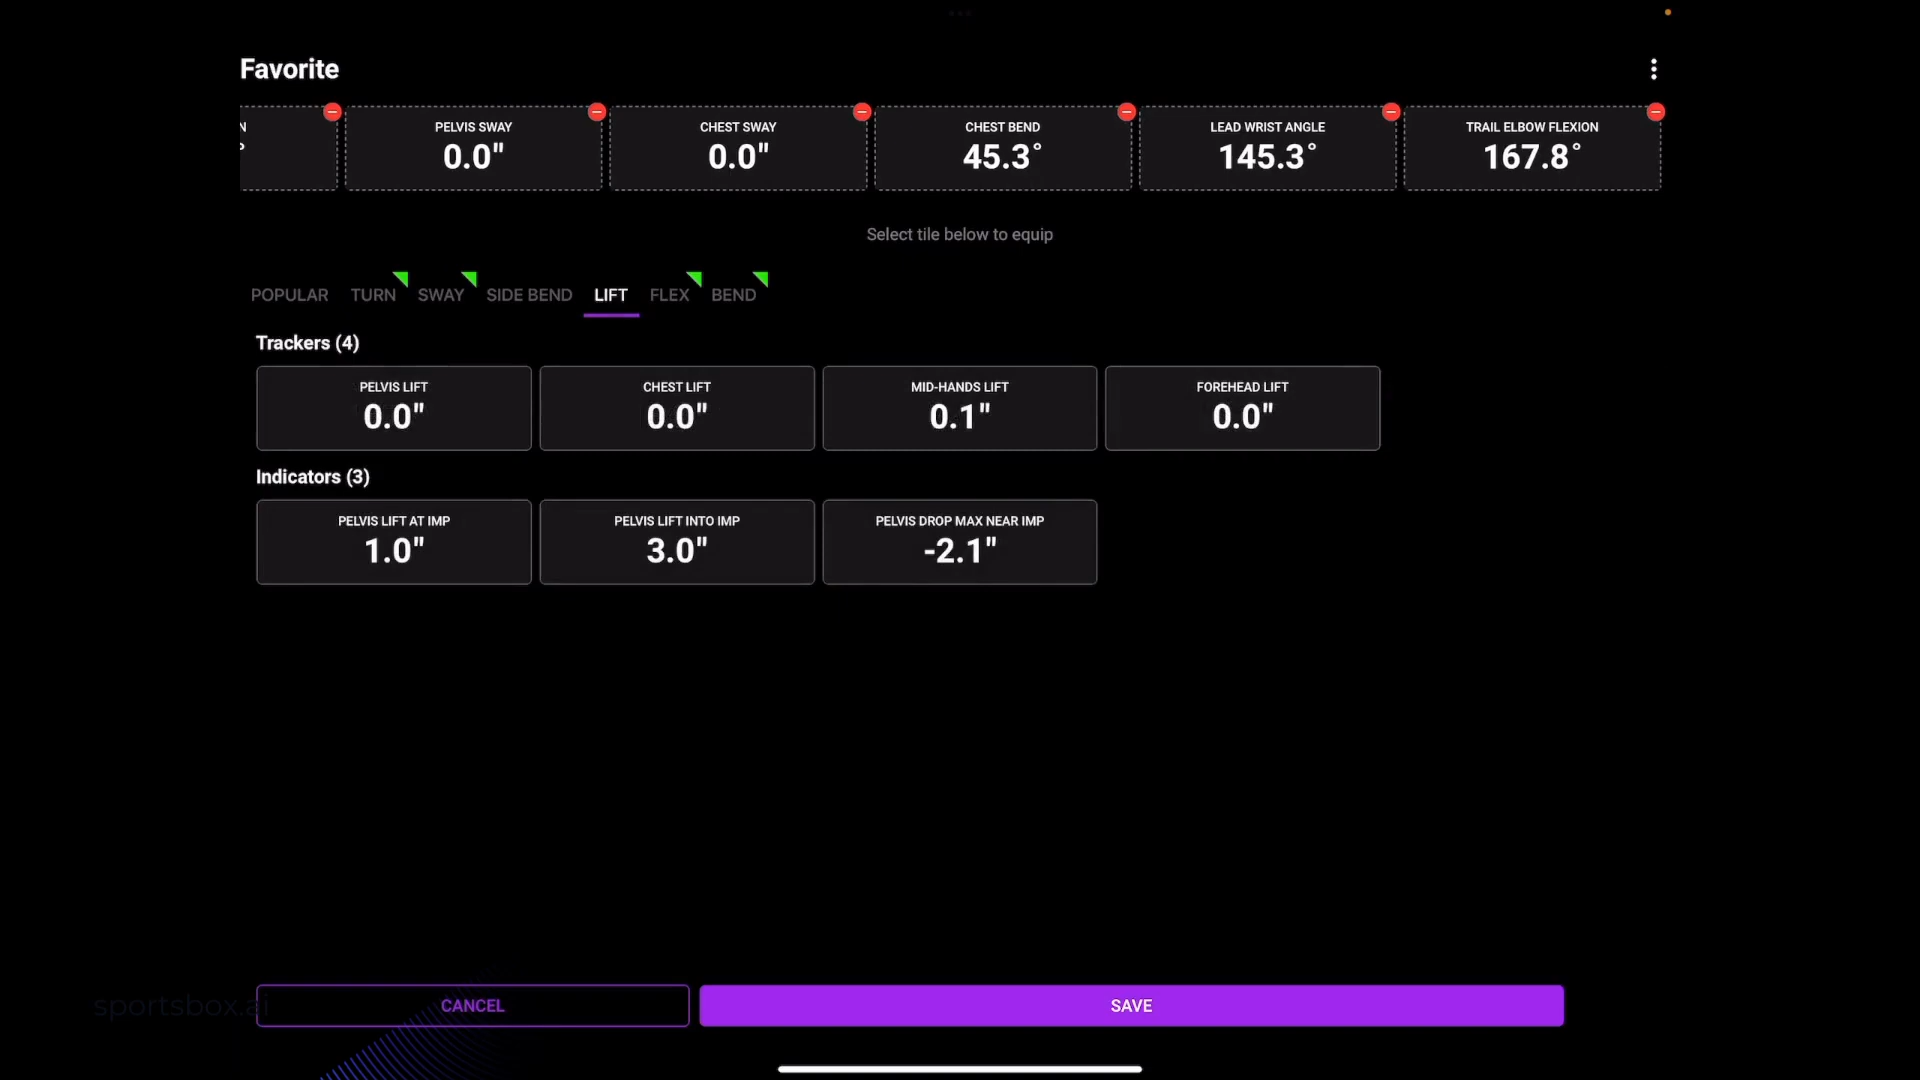 Favorite
N
PELVIS SWAY
0.0"
CHEST SWAY
0.0"
CHEST BEND
45.3°
LEAD WRIST ANGLE
145.3°
TRAIL ELBOW FLEXION
167.8°
Select tile below to equip
POPULAR TURN SWAY SIDE BEND LIFT FLEX BEND
Trackers (4)
PELVIS LIFT
0.0"
CHEST LIFT
0.0"
MID-HANDS LIFT
0.1"
FOREHEAD LIFT
0.0"
Indicators (3)
PELVIS LIFT AT IMP
1.0"
PELVIS LIFT INTO IMP
3.0"
PELVIS DROP MAX NEAR IMP
-2.1"
sportsbox.ai
CANCEL
SAVE